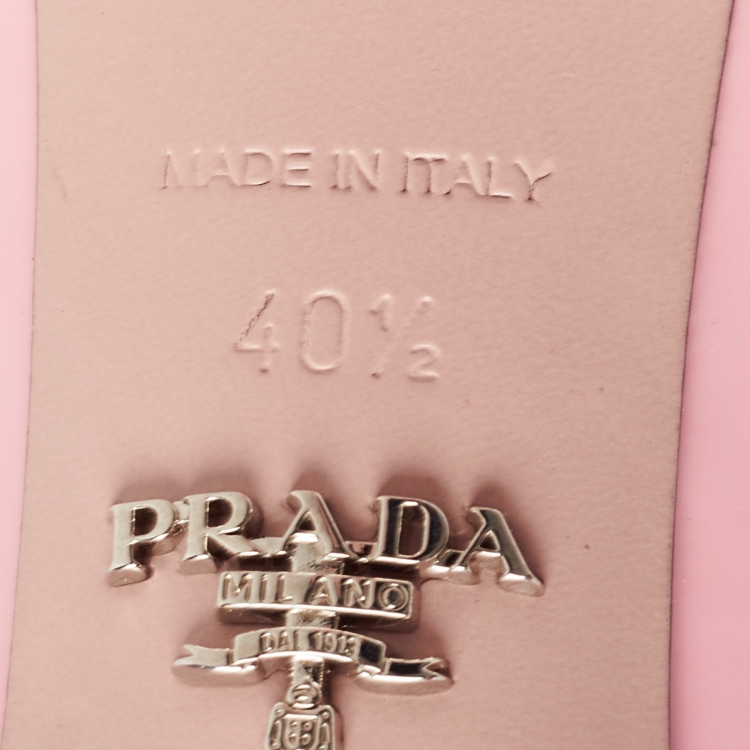 MADE IN ITALY
40½
PRADA
MILANO
DAL 1913